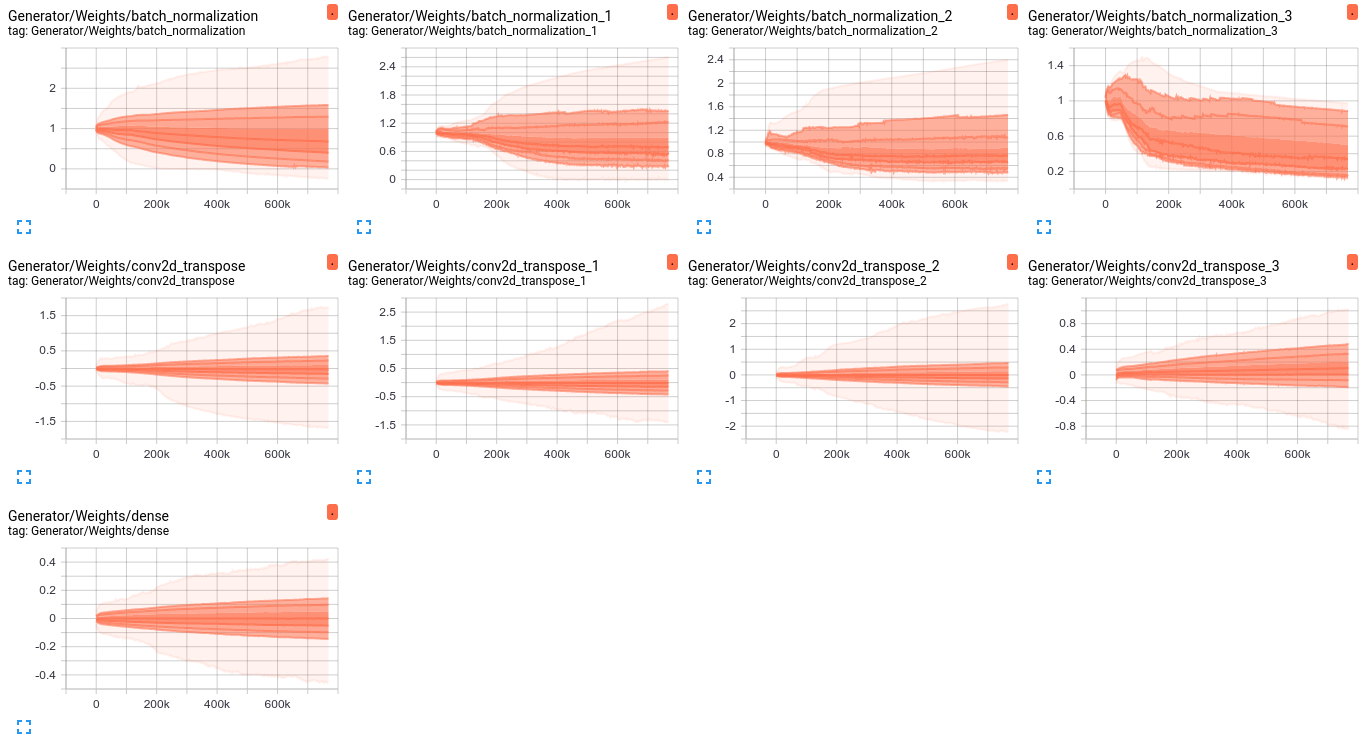 Generator/Weights/batch_normalization
tag: Generator/Weights/batch_normalization
.
2
1
0
0
200k
400k
600k
Generator/Weights/batch_normalization_1
tag: Generator/Weights/batch_normalization_1
.
2.4
1.8
1.2
0.6
0
0
200k
400k
600k
Generator/Weights/batch_normalization_2
tag: Generator/Weights/batch_normalization_2
.
2.4
2
1.6
1.2
0.8
0.4
0
200k
400k
600k
Generator/Weights/batch_normalization_3
tag: Generator/Weights/batch_normalization_3
.
1.4
1
0.6
0.2
0
200k
400k
600k
Generator/Weights/conv2d_transpose
tag: Generator/Weights/conv2d_transpose
.
1.5
0.5
-0.5
-1.5
0
200k
400k
600k
Generator/Weights/conv2d_transpose_1
tag: Generator/Weights/conv2d_transpose_1
.
2.5
1.5
0.5
-0.5
-1.5
0
200k
400k
600k
Generator/Weights/conv2d_transpose_2
tag: Generator/Weights/conv2d_transpose_2
.
2
1
0
-1
-2
0
200k
400k
600k
Generator/Weights/conv2d_transpose_3
tag: Generator/Weights/conv2d_transpose_3
.
0.8
0.4
0
-0.4
-0.8
0
200k
400k
600k
Generator/Weights/dense
tag: Generator/Weights/dense
.
0.4
0.2
0
-0.2
-0.4
0
200k
400k
600k